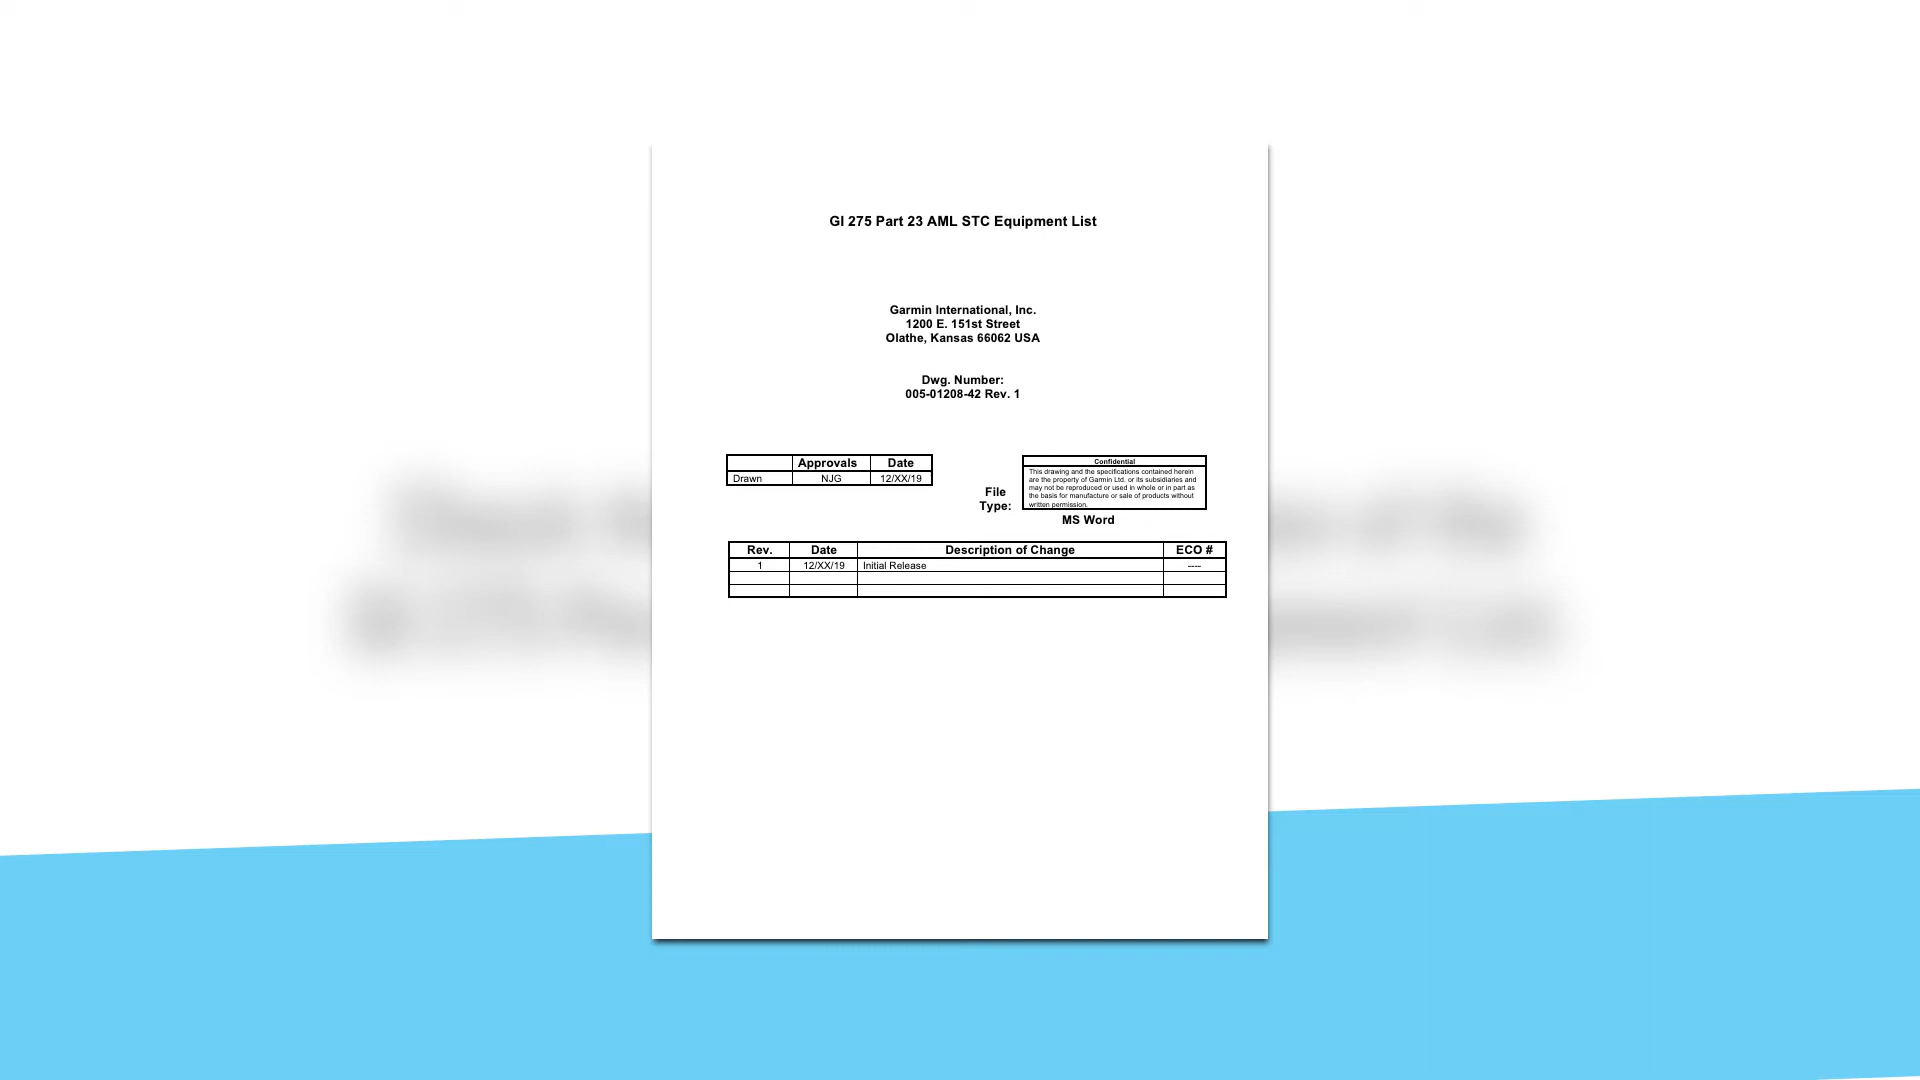 GI 275 Part 23 AML STC Equipment List
Garmin International, Inc.
1200 E. 151st Street
Olathe, Kansas 66062 USA
Dwg. Number:
005-01208-42 Rev. 1
Approvals Date
Drawn NJG 12/XX/19
File
Type:
Confidential
This drawing and the specifications contained herein
are the property of Garmin Ltd. or its subsidiaries and
may not be reproduced or used in whole or in part as
the basis for manufacture or sale of products without
written permission.
MS Word
Rev. Date Description of Change ECO #
1 12/XX/19 Initial Release ----